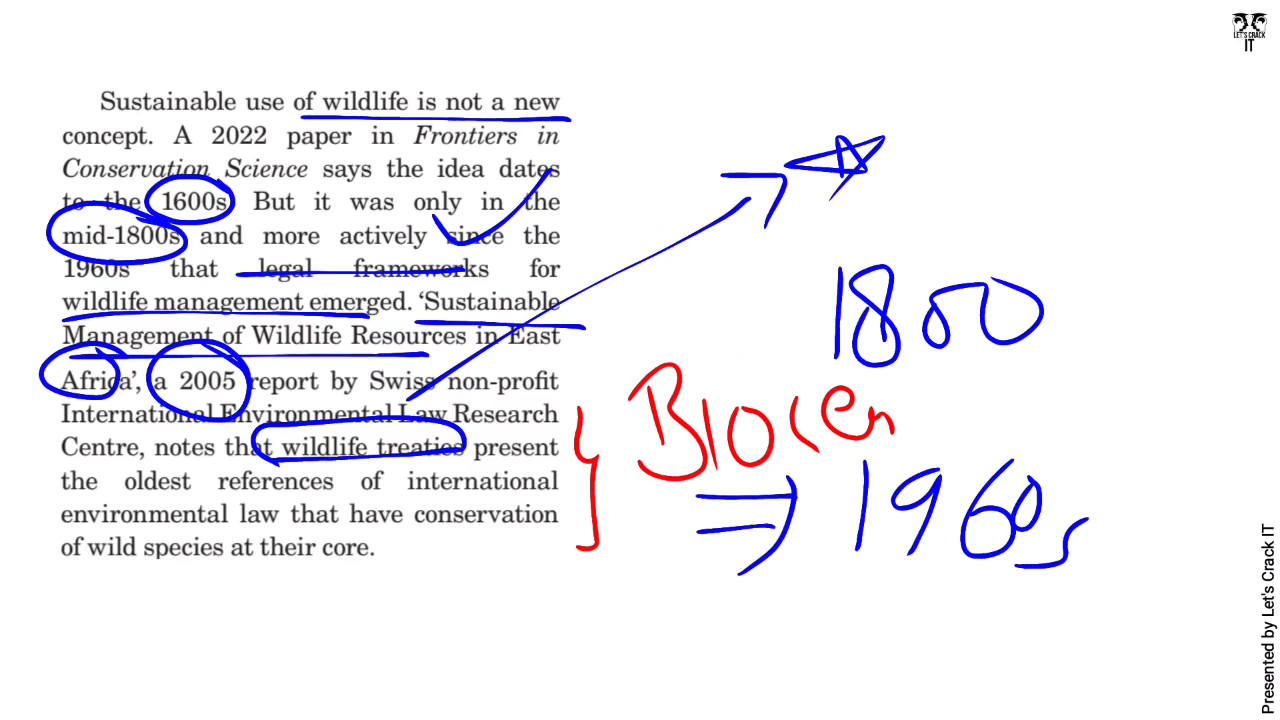 LET'S CRACK
IT
Sustainable use of wildlife is not a new
concept. A 2022 paper in Frontiers in
Conservation Science says the idea dates
to the 1600s. But it was only in the
mid-1800s and more actively since the
1960s that legal frameworks for
wildlife management emerged. ‘Sustainable
Management of Wildlife Resources in East
Africa’, a 2005 report by Swiss non-profit
International Environmental Law Research
Centre, notes that wildlife treaties present
the oldest references of international
environmental law that have conservation
of wild species at their core.
1800
Biocen
1960s
Presented by Let's Crack IT